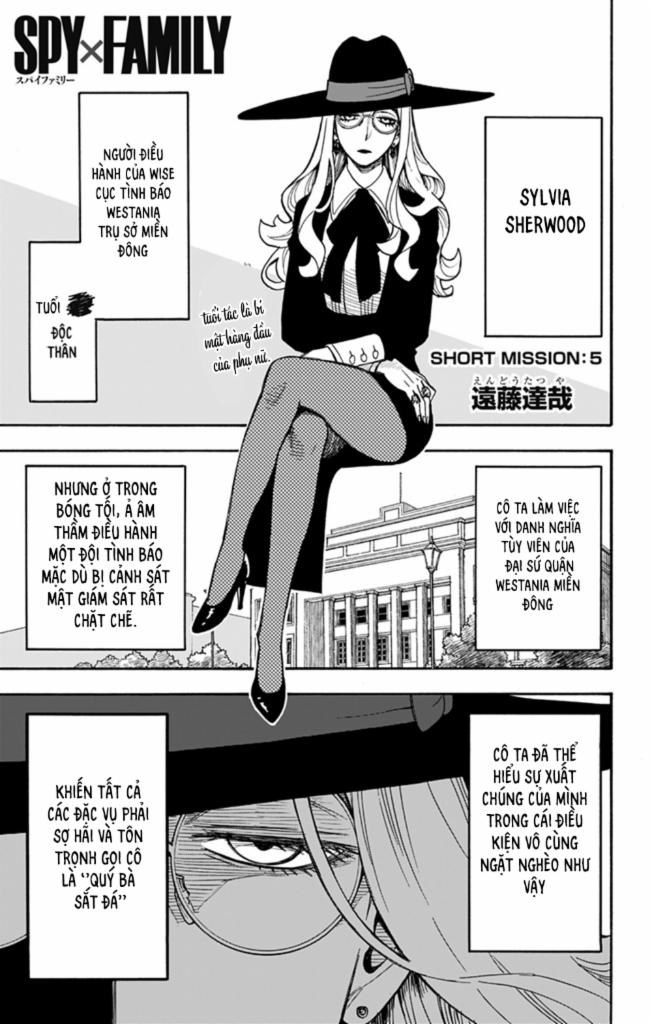 SPY×FAMILY
スパイファミリー
SYLVIA
SHERWOOD
NGƯỜI ĐIỀU
HÀNH CỦA WISE
CỤC TÌNH BÁO
WESTANIA
TRỤ SỞ MIỀN
ĐÔNG
TUỔI
ĐỘC
THÂN
tuổi tác là bí
mật hàng đầu
của phụ nữ.
SHORT MISSION:5
えんどうたつや
遠藤達哉
CÔ TA LÀM VIỆC
VỚI DANH NGHĨA
TÙY VIÊN CỦA
ĐẠI SỨ QUÁN
WESTANIA MIỀN
ĐÔNG
NHƯNG Ở TRONG
BÓNG TỐI, Ả ÂM
THẦM ĐIỀU HÀNH
MỘT ĐỘI TÌNH BÁO
MẶC DÙ BỊ CẢNH SÁT
MẬT GIÁM SÁT RẤT
CHẶT CHẼ.
CÔ TA ĐÃ THỂ
HIỂU SỰ XUẤT
CHÚNG CỦA MÌNH
TRONG CÁI ĐIỀU
KIỆN VÔ CÙNG
NGẶT NGHÈO NHƯ
VẬY
KHIẾN TẤT CẢ
CÁC ĐẶC VỤ PHẢI
SỢ HÃI VÀ TÔN
TRỌNH GỌI CÔ
LÀ "QUÝ BÀ
SẮT ĐÁ"